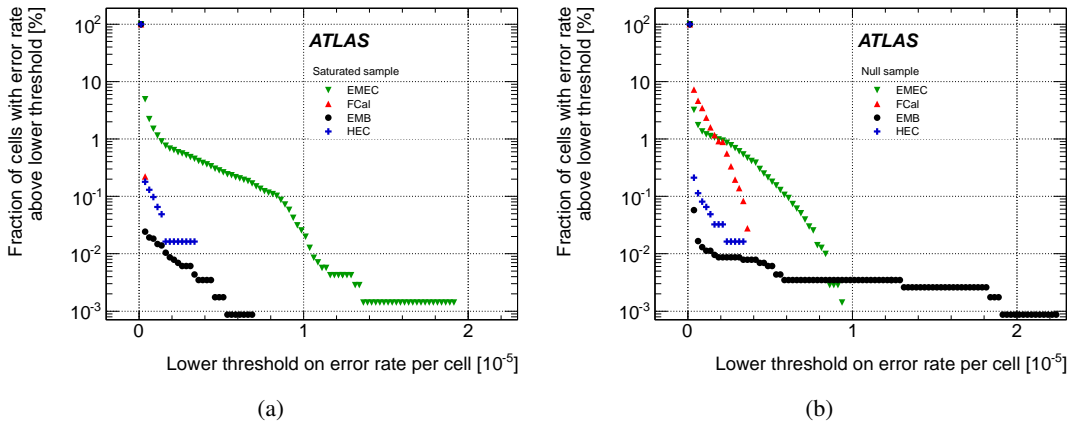 Fraction of cells with error rate
above lower threshold [%]
10²
10
1
10⁻¹
10⁻²
10⁻³
ATLAS
Saturated sample
EMEC
FCal
EMB
HEC
0
1
2
Lower threshold on error rate per cell [10⁻⁵]
(a)
Fraction of cells with error rate
above lower threshold [%]
10²
10
1
10⁻¹
10⁻²
10⁻³
ATLAS
Null sample
EMEC
FCal
EMB
HEC
0
1
2
Lower threshold on error rate per cell [10⁻⁵]
(b)